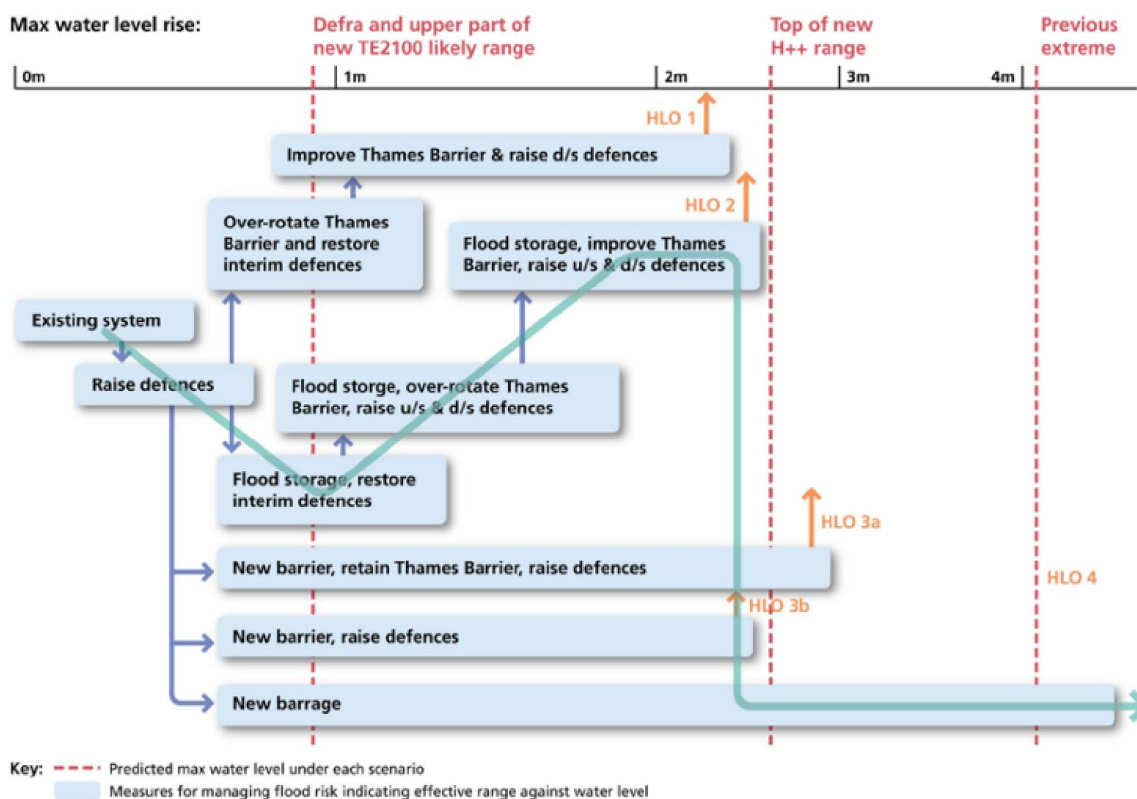 Max water level rise:
Defra and upper part of
new TE2100 likely range
Top of new
H++ range
Previous
extreme
0m
1m
2m
3m
4m
HLO 1
Improve Thames Barrier & raise d/s defences
HLO 2
Over-rotate Thames
Barrier and restore
interim defences
Flood storage, improve Thames
Barrier, raise u/s & d/s defences
Existing system
Raise defences
Flood storge, over-rotate Thames
Barrier, raise u/s & d/s defences
Flood storage, restore
interim defences
HLO 3a
New barrier, retain Thames Barrier, raise defences
HLO 4
HLO 3b
New barrier, raise defences
New barrage
Key:
Predicted max water level under each scenario
Measures for managing flood risk indicating effective range against water level